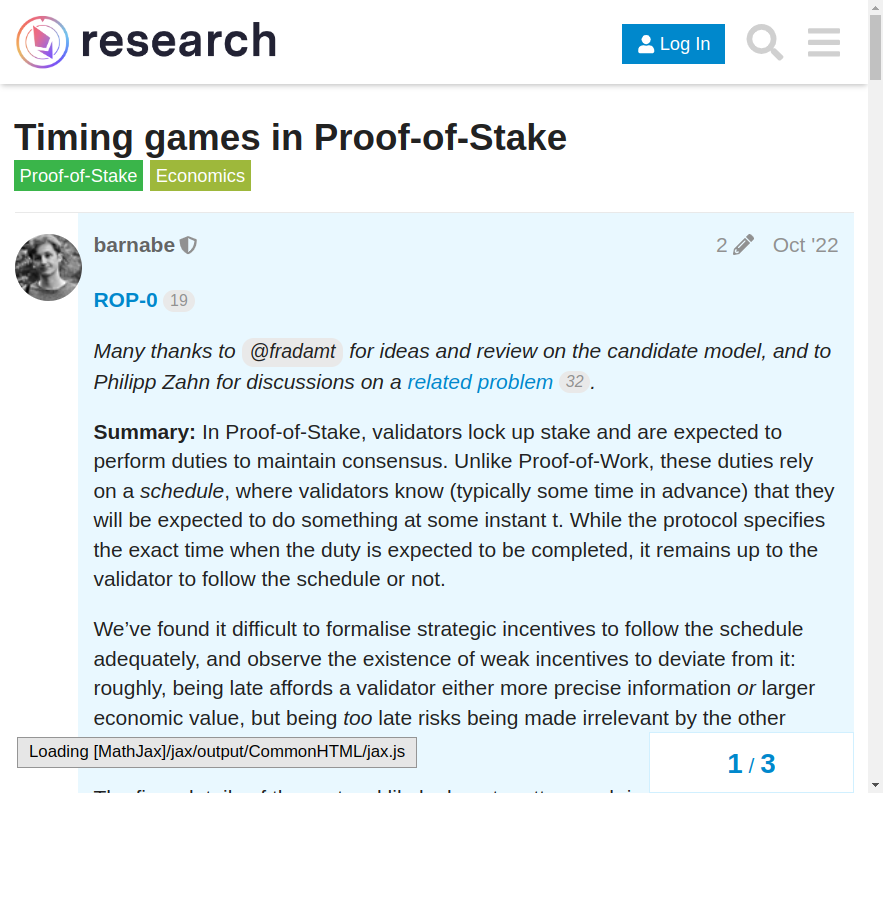 research
Log In
Timing games in Proof-of-Stake
Proof-of-Stake Economics
barnabe 2 Oct '22
ROP-0 19
Many thanks to @fradamt for ideas and review on the candidate model, and to
Philipp Zahn for discussions on a related problem 32.
Summary: In Proof-of-Stake, validators lock up stake and are expected to
perform duties to maintain consensus. Unlike Proof-of-Work, these duties rely
on a schedule, where validators know (typically some time in advance) that they
will be expected to do something at some instant t. While the protocol specifies
the exact time when the duty is expected to be completed, it remains up to the
validator to follow the schedule or not.
We’ve found it difficult to formalise strategic incentives to follow the schedule
adequately, and observe the existence of weak incentives to deviate from it:
roughly, being late affords a validator either more precise information or larger
economic value, but being too late risks being made irrelevant by the other
Loading [MathJax]/jax/output/CommonHTML/jax.js
1 / 3